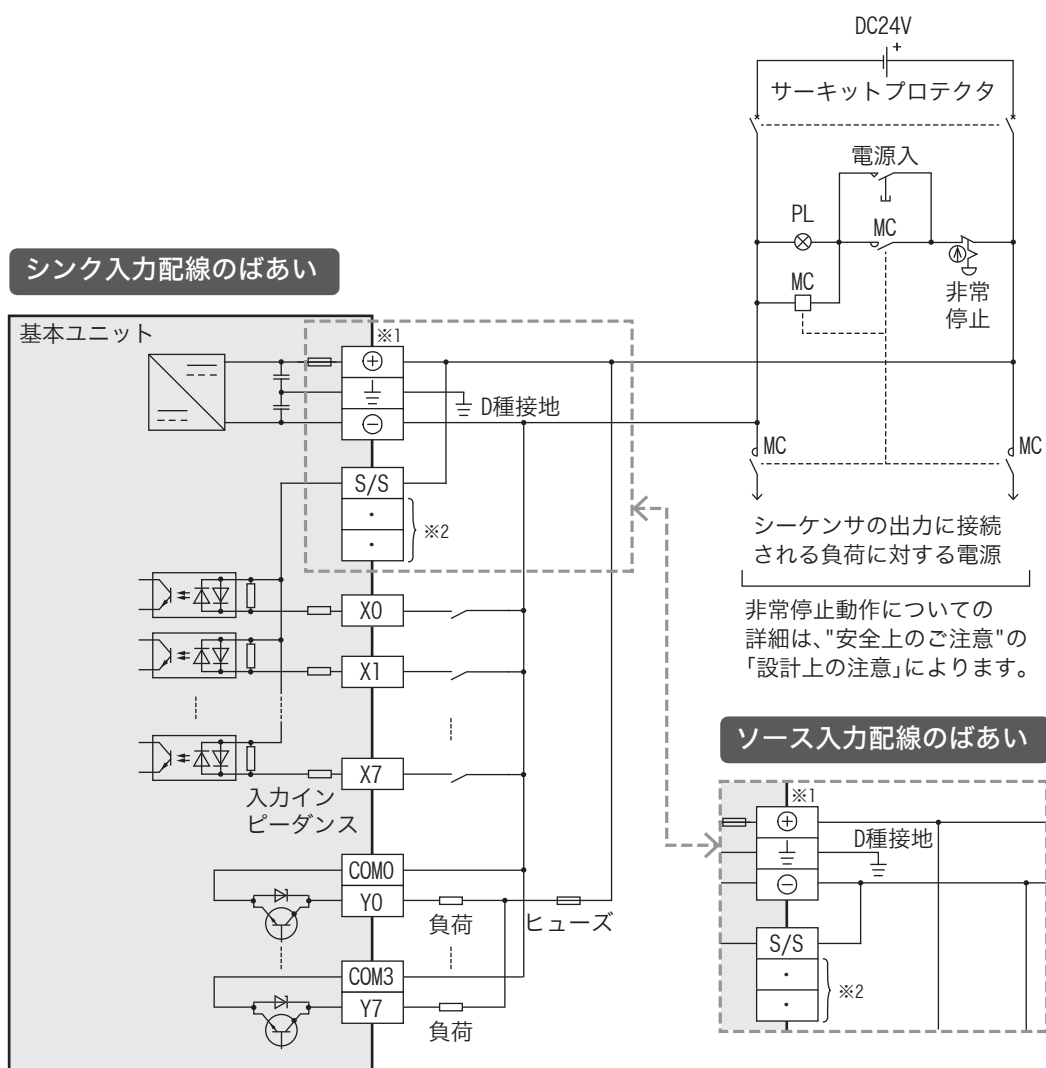 DC24V
+
サーキットプロテクタ
電源入
PL
MC
MC
非常
停止
MC
MC
シーケンサの出力に接続
される負荷に対する電源
非常停止動作についての
詳細は、"安全上のご注意"の
「設計上の注意」によります。
シンク入力配線のばあい
基本ユニット
※1
D種接地
S/S
・
※2
・
X0
X1
X7
入力イン
ピーダンス
COM0
Y0
負荷
ヒューズ
COM3
Y7
負荷
ソース入力配線のばあい
※1
D種接地
S/S
・
※2
・